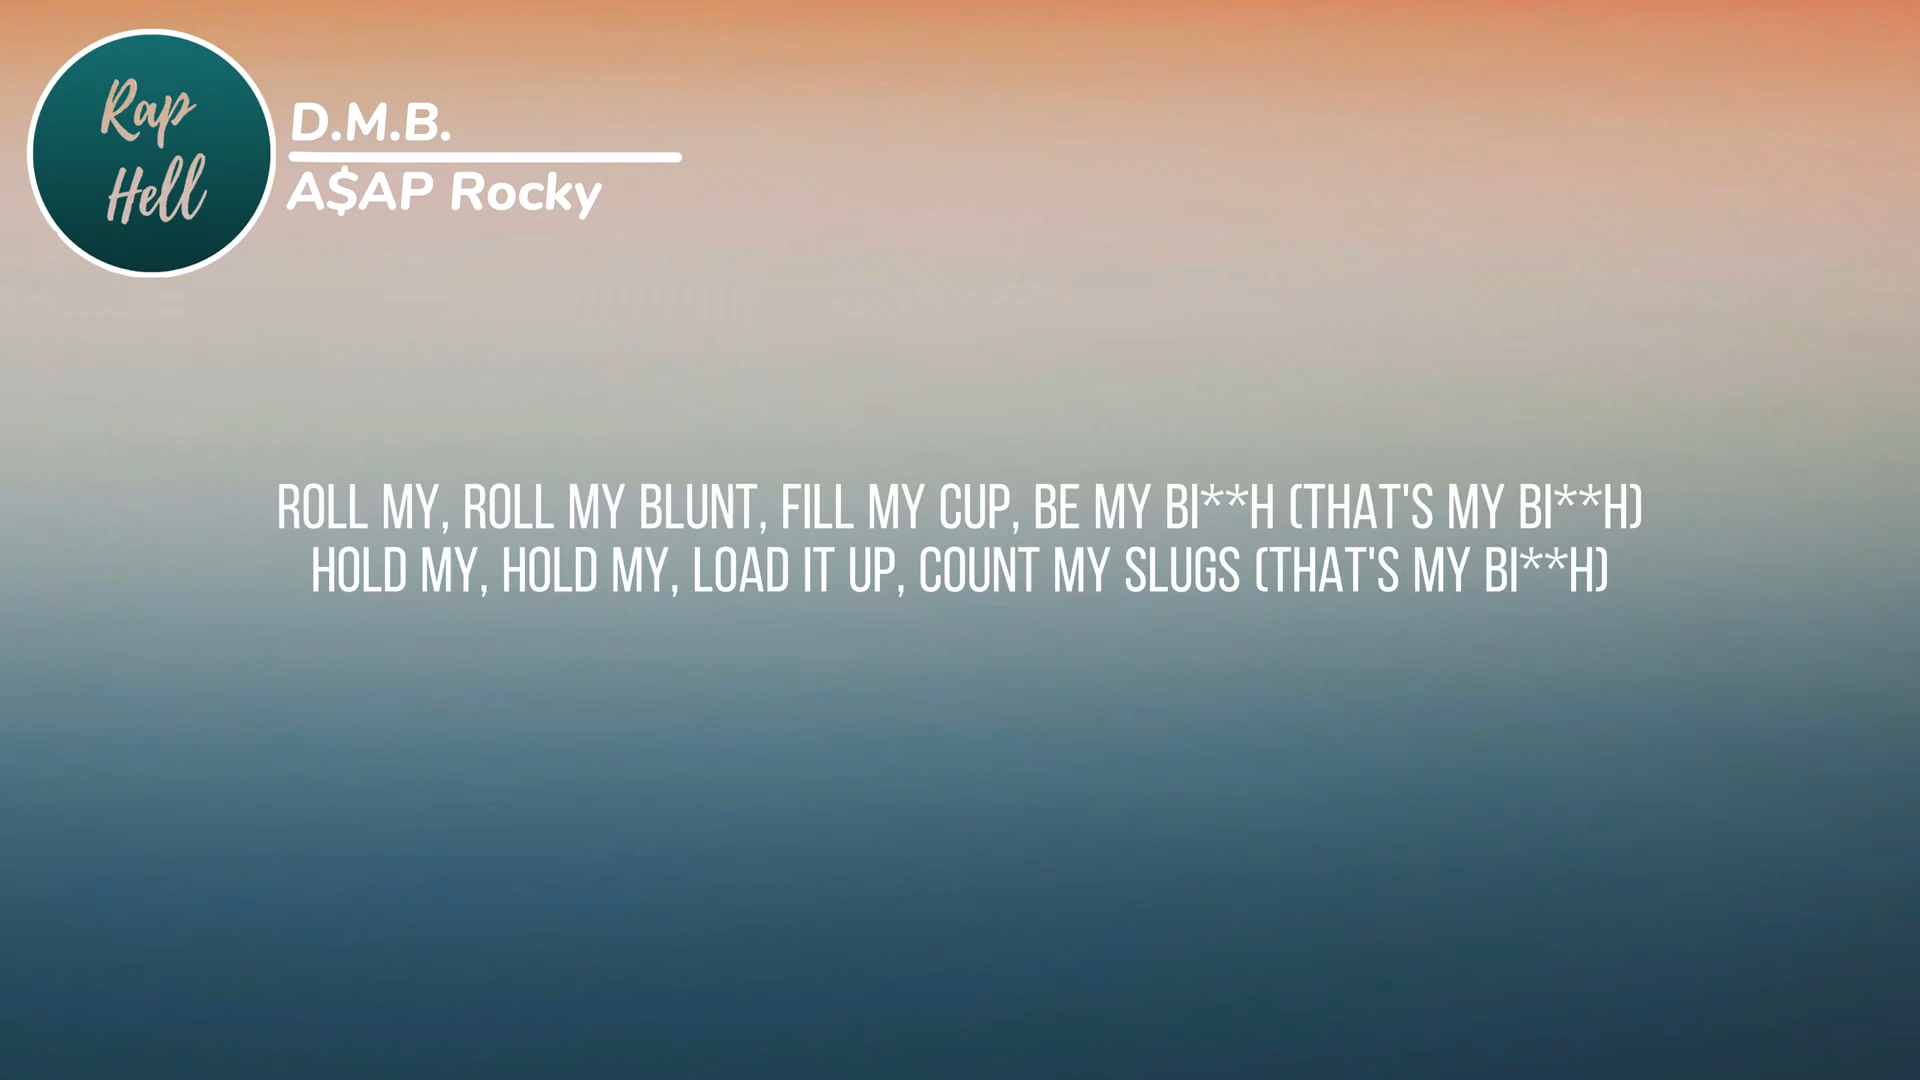 Rap
Hell
D.M.B.
A$AP Rocky
ROLL MY, ROLL MY BLUNT, FILL MY CUP, BE MY BI**H (THAT'S MY BI**H)
HOLD MY, HOLD MY, LOAD IT UP, COUNT MY SLUGS (THAT'S MY BI**H)